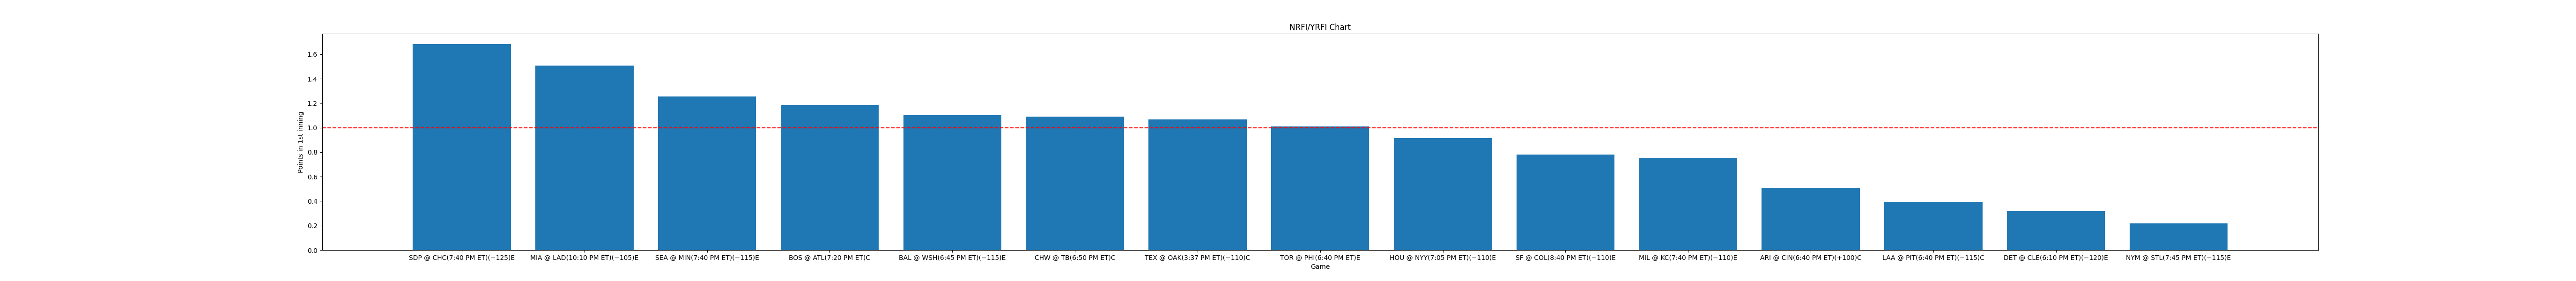 NRFI/YRFI Chart
Points in 1st inning
1.6
1.4
1.2
1.0
0.8
0.6
0.4
0.2
0.0
SDP @ CHC(7:40 PM ET)(−125)E
MIA @ LAD(10:10 PM ET)(−105)E
SEA @ MIN(7:40 PM ET)(−115)E
BOS @ ATL(7:20 PM ET)C
BAL @ WSH(6:45 PM ET)(−115)E
CHW @ TB(6:50 PM ET)C
TEX @ OAK(3:37 PM ET)(−110)C
TOR @ PHI(6:40 PM ET)E
HOU @ NYY(7:05 PM ET)(−110)E
SF @ COL(8:40 PM ET)(−110)E
MIL @ KC(7:40 PM ET)(−110)E
ARI @ CIN(6:40 PM ET)(+100)C
LAA @ PIT(6:40 PM ET)(−115)C
DET @ CLE(6:10 PM ET)(−120)E
NYM @ STL(7:45 PM ET)(−115)E
Game